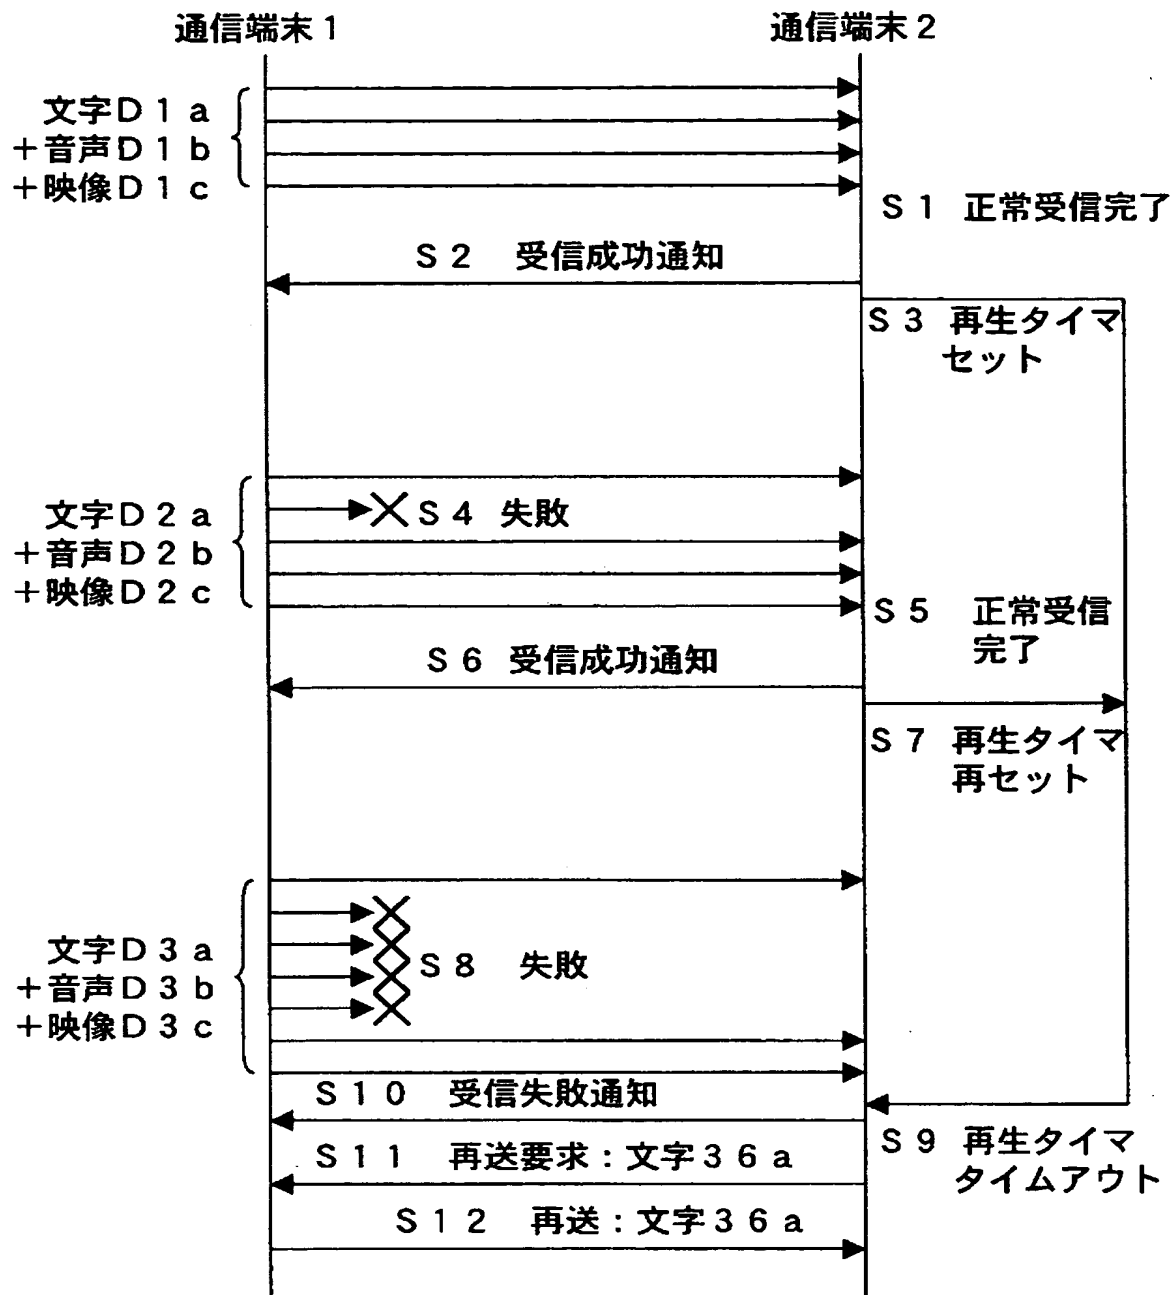 通信端末1 通信端末2
文字D1a
+音声D1b
+映像D1c
S1 正常受信完了
S2 受信成功通知
S3 再生タイマ
セット
文字D2a
+音声D2b
+映像D2c
S4 失敗
S5 正常受信
完了
S6 受信成功通知
S7 再生タイマ
再セット
文字D3a
+音声D3b
+映像D3c
S8 失敗
S10 受信失敗通知
S9 再生タイマ
タイムアウト
S11 再送要求:文字36a
S12 再送:文字36a